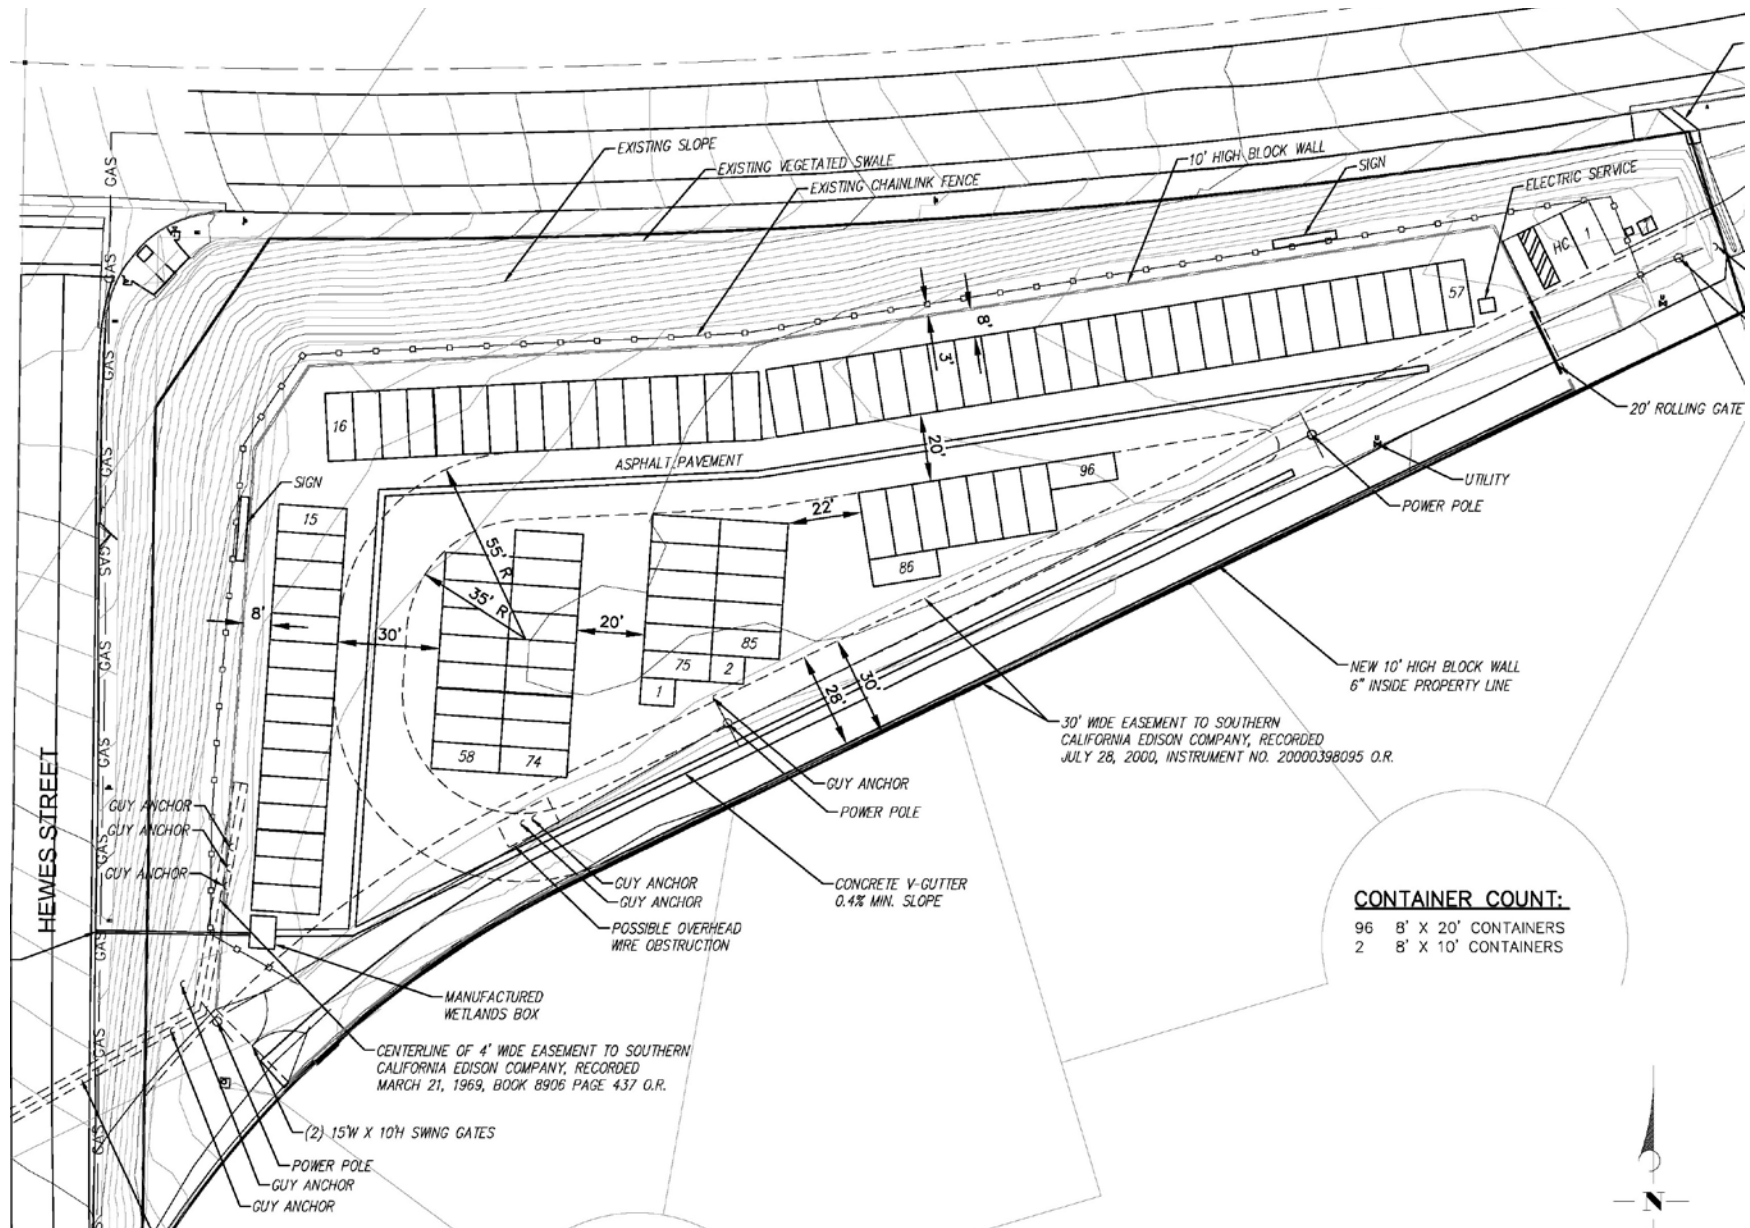 EXISTING SLOPE
EXISTING VEGETATED SWALE
EXISTING CHAINLINK FENCE
10' HIGH BLOCK WALL
SIGN
ELECTRIC SERVICE
HC
1
57
8'
3'
16
20'
20' ROLLING GATE
ASPHALT PAVEMENT
96
UTILITY
POWER POLE
SIGN
15
22'
55' R
35' R
86
8'
30'
20'
85
75
2
1
28'
30'
NEW 10' HIGH BLOCK WALL
6" INSIDE PROPERTY LINE
30' WIDE EASEMENT TO SOUTHERN
CALIFORNIA EDISON COMPANY, RECORDED
JULY 28, 2000, INSTRUMENT NO. 20000398095 O.R.
58
74
GUY ANCHOR
POWER POLE
GUY ANCHOR
GUY ANCHOR
GUY ANCHOR
HEWES STREET
GAS
GAS
GAS
GAS
GAS
GAS
GAS
GAS
GAS
GAS
GAS
GUY ANCHOR
GUY ANCHOR
CONCRETE V-GUTTER
0.4% MIN. SLOPE
POSSIBLE OVERHEAD
WIRE OBSTRUCTION
CONTAINER COUNT:
96 8' X 20' CONTAINERS
2 8' X 10' CONTAINERS
MANUFACTURED
WETLANDS BOX
CENTERLINE OF 4' WIDE EASEMENT TO SOUTHERN
CALIFORNIA EDISON COMPANY, RECORDED
MARCH 21, 1969, BOOK 8906 PAGE 437 O.R.
(2) 15'W X 10'H SWING GATES
POWER POLE
GUY ANCHOR
GUY ANCHOR
N